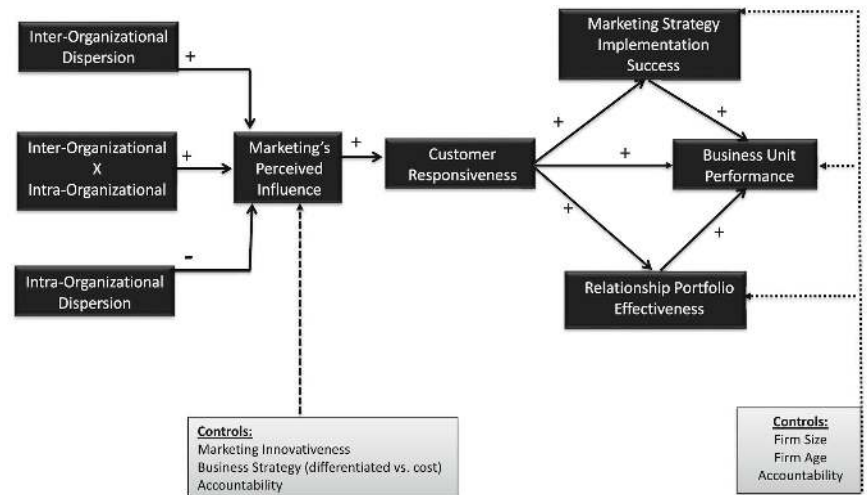 Inter-Organizational
Dispersion
+
Inter-Organizational
X
Intra-Organizational
+
Intra-Organizational
Dispersion
-
Marketing's
Perceived
Influence
+
Customer
Responsiveness
+
+
+
Marketing Strategy
Implementation
Success
+
Business Unit
Performance
+
Relationship Portfolio
Effectiveness
Controls:
Marketing Innovativeness
Business Strategy (differentiated vs. cost)
Accountability
Controls:
Firm Size
Firm Age
Accountability